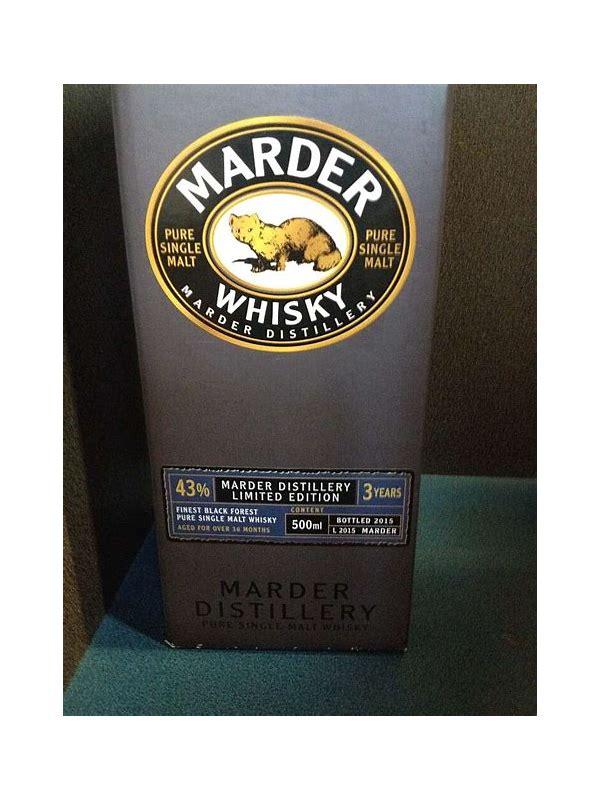 MARDER
PURE
SINGLE
MALT
PURE
SINGLE
MALT
WHISKY
MARDER DISTILLERY
43%
MARDER DISTILLERY
LIMITED EDITION
3 YEARS
FINEST BLACK FOREST
PURE SINGLE MALT WHISKY
AGED FOR OVER 36 MONTHS
CONTENT
500ml
BOTTLED 2015
L 2015 MARDER
MARDER
DISTILLERY
PURE SINGLE MALT WHISKY